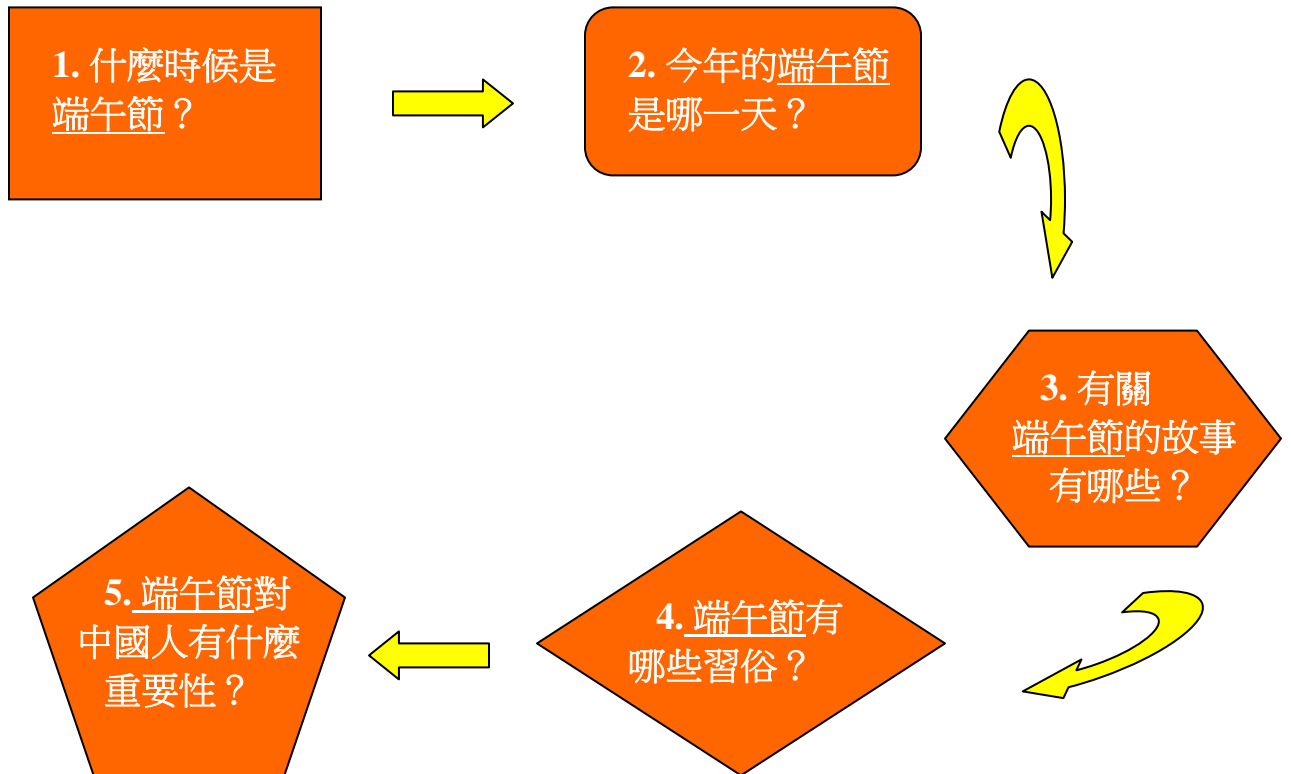 1. 什麼時候是
端午節？
2. 今年的端午節
是哪一天？
3. 有關
端午節的故事
有哪些？
4. 端午節有
哪些習俗？
5. 端午節對
中國人有什麼
重要性？